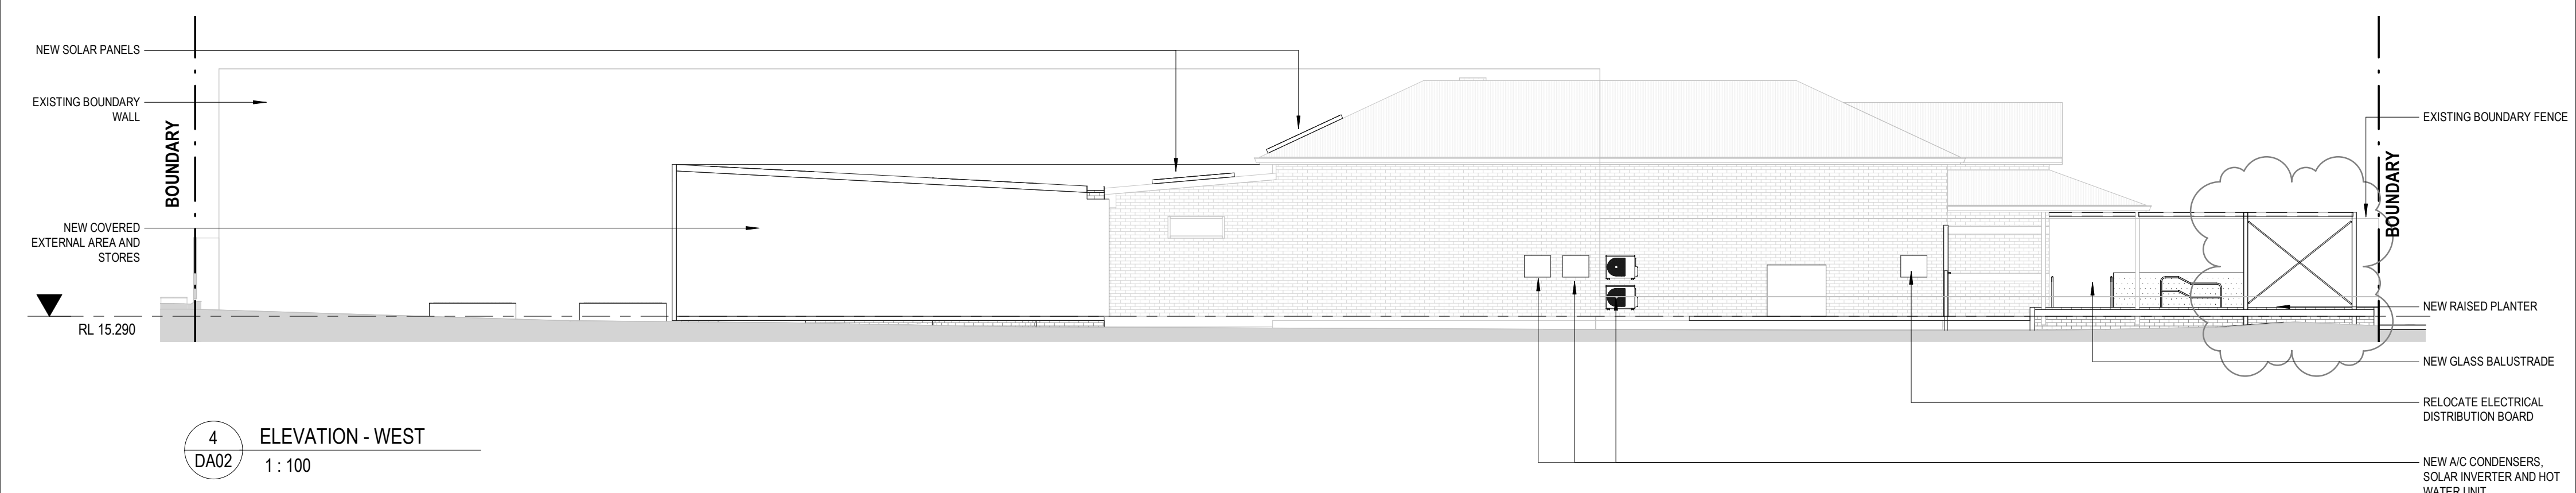 NEW SOLAR PANELS
EXISTING BOUNDARY
WALL
BOUNDARY
NEW COVERED
EXTERNAL AREA AND
STORES
RL 15.290
EXISTING BOUNDARY FENCE
BOUNDARY
NEW RAISED PLANTER
NEW GLASS BALUSTRADE
RELOCATE ELECTRICAL
DISTRIBUTION BOARD
NEW A/C CONDENSERS,
SOLAR INVERTER AND HOT
WATER UNIT
4
DA02
ELEVATION - WEST
1 : 100